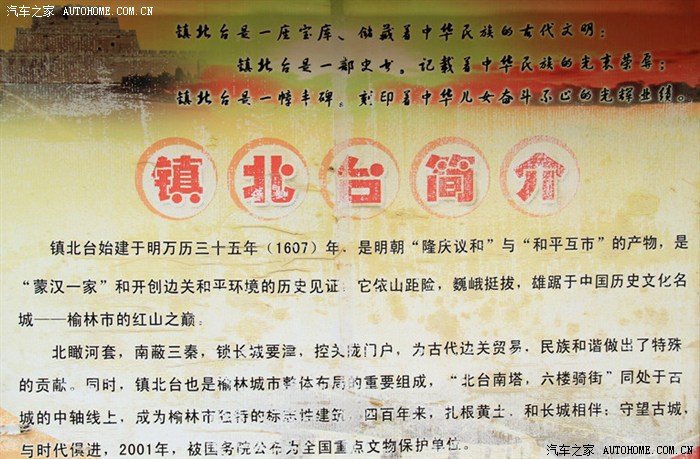 汽车之家 AUTOHOME.COM.CN
镇北台是一座宝库、储藏着中华民族的古代文明；
镇北台是一部史书，记载着中华民族的光衷荣辱；
镇北台是一幢丰碑，刻印着中华儿女奋斗不止的光辉业绩。
镇北台简介
镇北台始建于明万历三十五年（1607）年，是明朝“隆庆议和”与“和平互市”的产物，是
“蒙汉一家”和开创边关和平环境的历史见证。它依山距险，巍峨挺拔，雄踞于中国历史文化名
城——榆林市的红山之巅。
北瞰河套，南蔽三秦，锁长城要津，控头陇门户，为古代边关贸易，民族和谐做出了特殊
的贡献。同时，镇北台也是榆林城市整体布局的重要组成，“北台南塔，六楼骑街”同处于古
城的中轴线上，成为榆林市独特的标志性建筑。四百年来，扎根黄土，和长城相伴；守望古城，
与时代俱进，2001年，被国务院公布为全国重点文物保护单位。
汽车之家 AUTOHOME.COM.CN